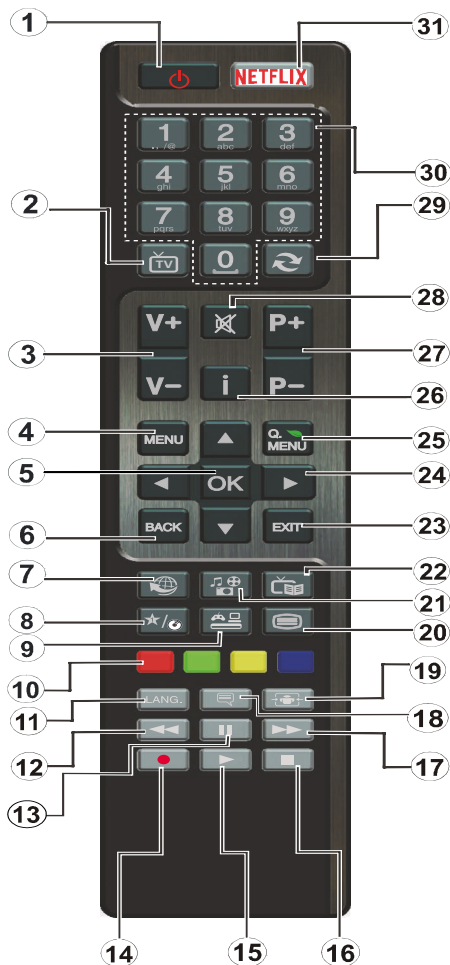 1
31
NETFLIX
1 2 3
., /@ abc def
30
4 5 6
ghi jkl mno
7 8 9
pqrs tuv wxyz
2
29
TV 0
28
V+ P+
3
27
V- i P-
26
4
MENU Q. MENU
25
5
OK
24
6
BACK EXIT
23
7
22
21
8
/
9
20
10
11
LANG.
19
18
12
17
13
14
15
16